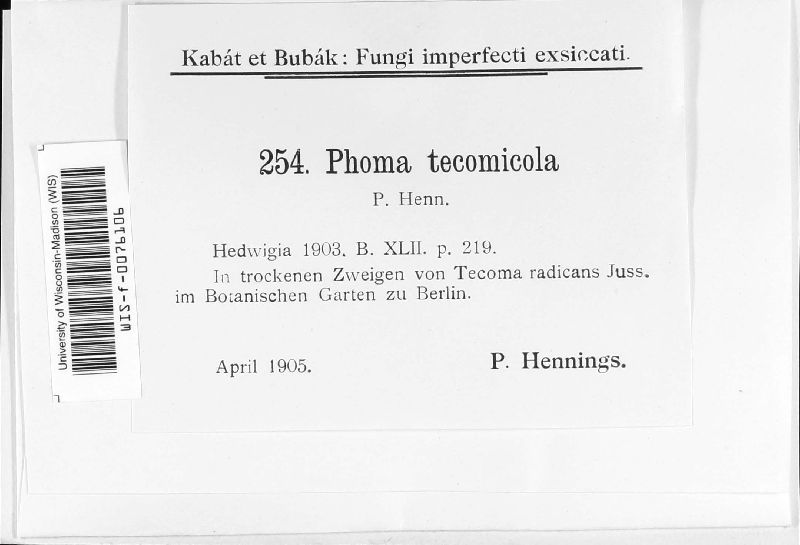 Kabát et Bubák: Fungi imperfecti exsiccati.
254. Phoma tecomicola
P. Henn.
Hedwigia 1903. B. XLII. p. 219.
In trockenen Zweigen von Tecoma radicans Juss.
im Botanischen Garten zu Berlin.
April 1905.
P. Hennings.
University of Wisconsin-Madison (WIS)
WIS-f-0076106